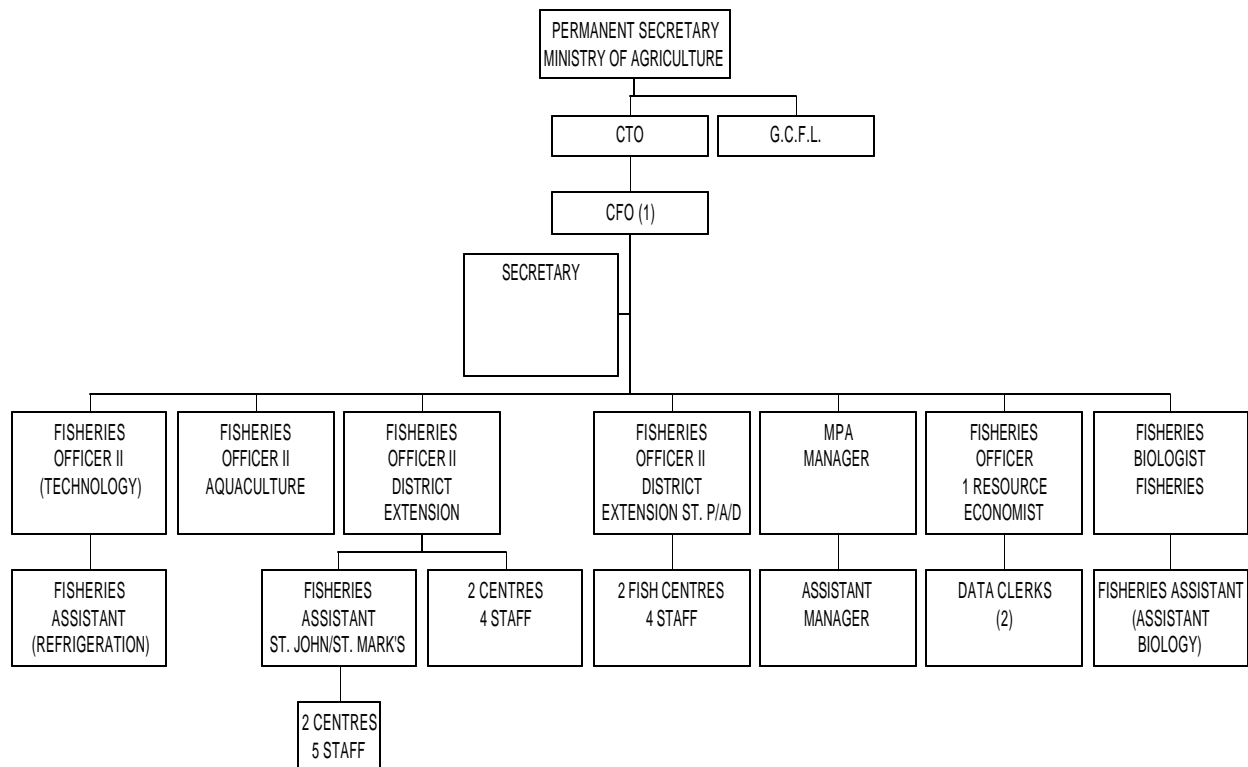 PERMANENT SECRETARY
MINISTRY OF AGRICULTURE
CTO
G.C.F.L.
CFO (1)
SECRETARY
FISHERIES
OFFICER II
(TECHNOLOGY)
FISHERIES
OFFICER II
AQUACULTURE
FISHERIES
OFFICER II
DISTRICT
EXTENSION
FISHERIES
OFFICER II
DISTRICT
EXTENSION ST. P/A/D
MPA
MANAGER
FISHERIES
OFFICER
1 RESOURCE
ECONOMIST
FISHERIES
BIOLOGIST
FISHERIES
FISHERIES
ASSISTANT
(REFRIGERATION)
FISHERIES
ASSISTANT
ST. JOHN/ST. MARK'S
2 CENTRES
4 STAFF
2 FISH CENTRES
4 STAFF
ASSISTANT
MANAGER
DATA CLERKS
(2)
FISHERIES ASSISTANT
(ASSISTANT
BIOLOGY)
2 CENTRES
5 STAFF